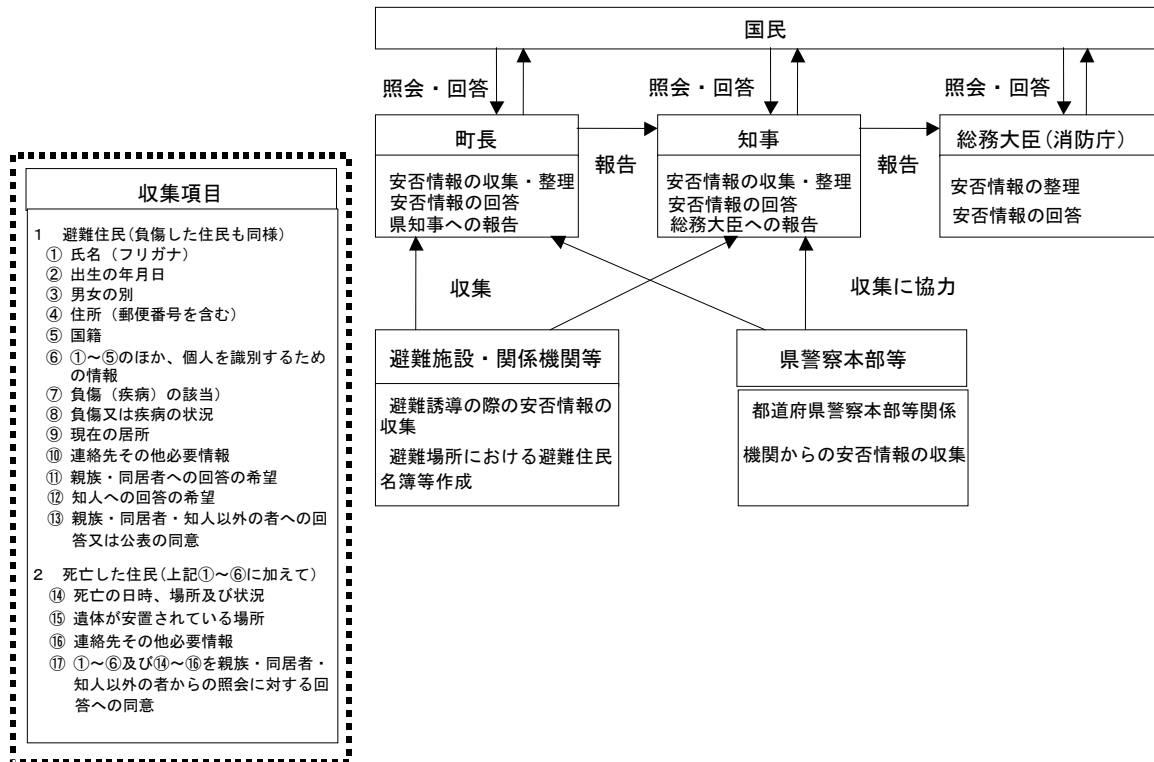 国民
照会・回答
照会・回答
照会・回答
町長
安否情報の収集・整理
安否情報の回答
県知事への報告
報告
知事
安否情報の収集・整理
安否情報の回答
総務大臣への報告
報告
総務大臣(消防庁)
安否情報の整理
安否情報の回答
収集
収集に協力
避難施設・関係機関等
避難誘導の際の安否情報の
収集
避難場所における避難住民
名簿等作成
県警察本部等
都道府県警察本部等関係
機関からの安否情報の収集
収集項目
1 避難住民(負傷した住民も同様)
① 氏名（フリガナ）
② 出生の年月日
③ 男女の別
④ 住所（郵便番号を含む）
⑤ 国籍
⑥ ①～⑤のほか、個人を識別するため
の情報
⑦ 負傷（疾病）の該当）
⑧ 負傷又は疾病の状況
⑨ 現在の居所
⑩ 連絡先その他必要情報
⑪ 親族・同居者への回答の希望
⑫ 知人への回答の希望
⑬ 親族・同居者・知人以外の者への回
答又は公表の同意
2 死亡した住民(上記①～⑥に加えて)
⑭ 死亡の日時、場所及び状況
⑮ 遺体が安置されている場所
⑯ 連絡先その他必要情報
⑰ ①～⑥及び⑭～⑯を親族・同居者・
知人以外の者からの照会に対する回
答への同意